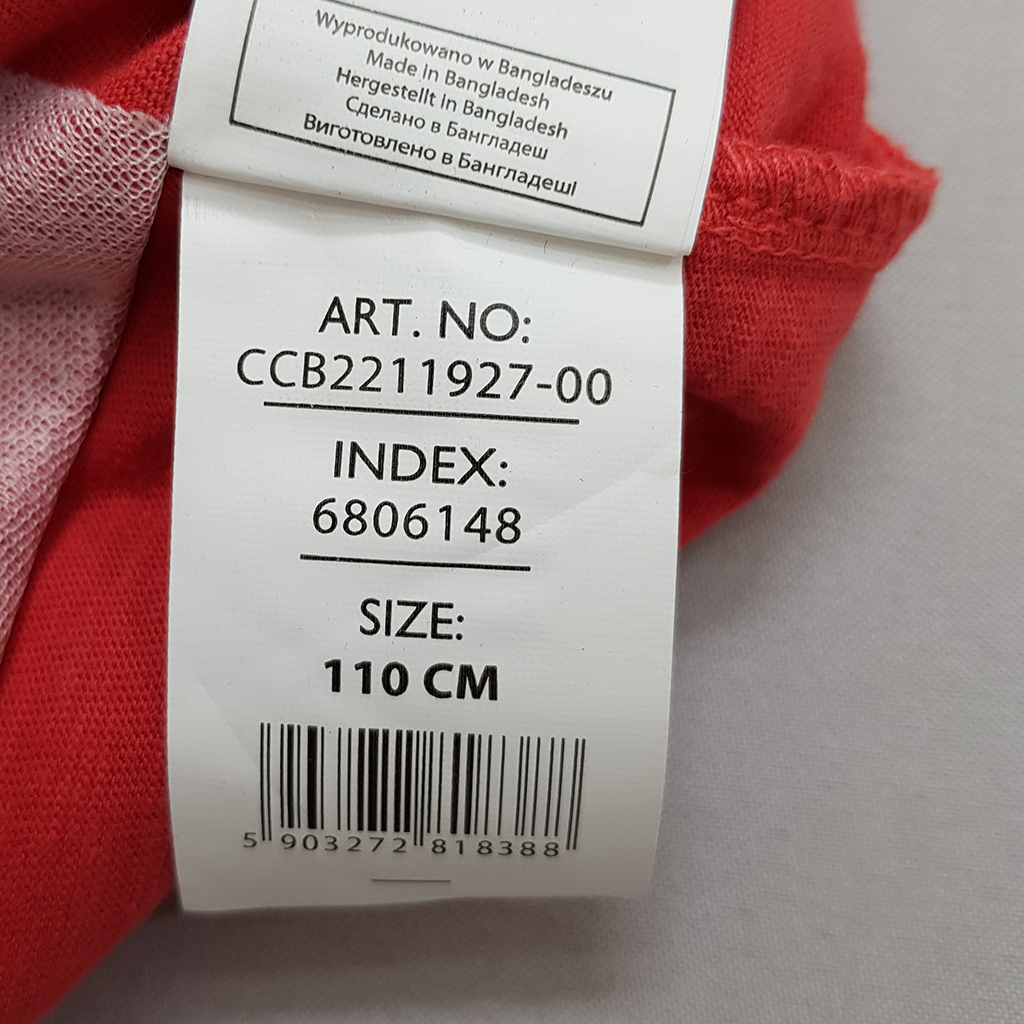 Wyprodukowano w Bangladeszu
Made in Bangladesh
Hergestellt in Bangladesh
Сделано в Бангладеш
Виготовлено в БангладешІ
ART. NO:
CCB2211927-00
INDEX:
6806148
SIZE:
110 CM
5 903272 818388